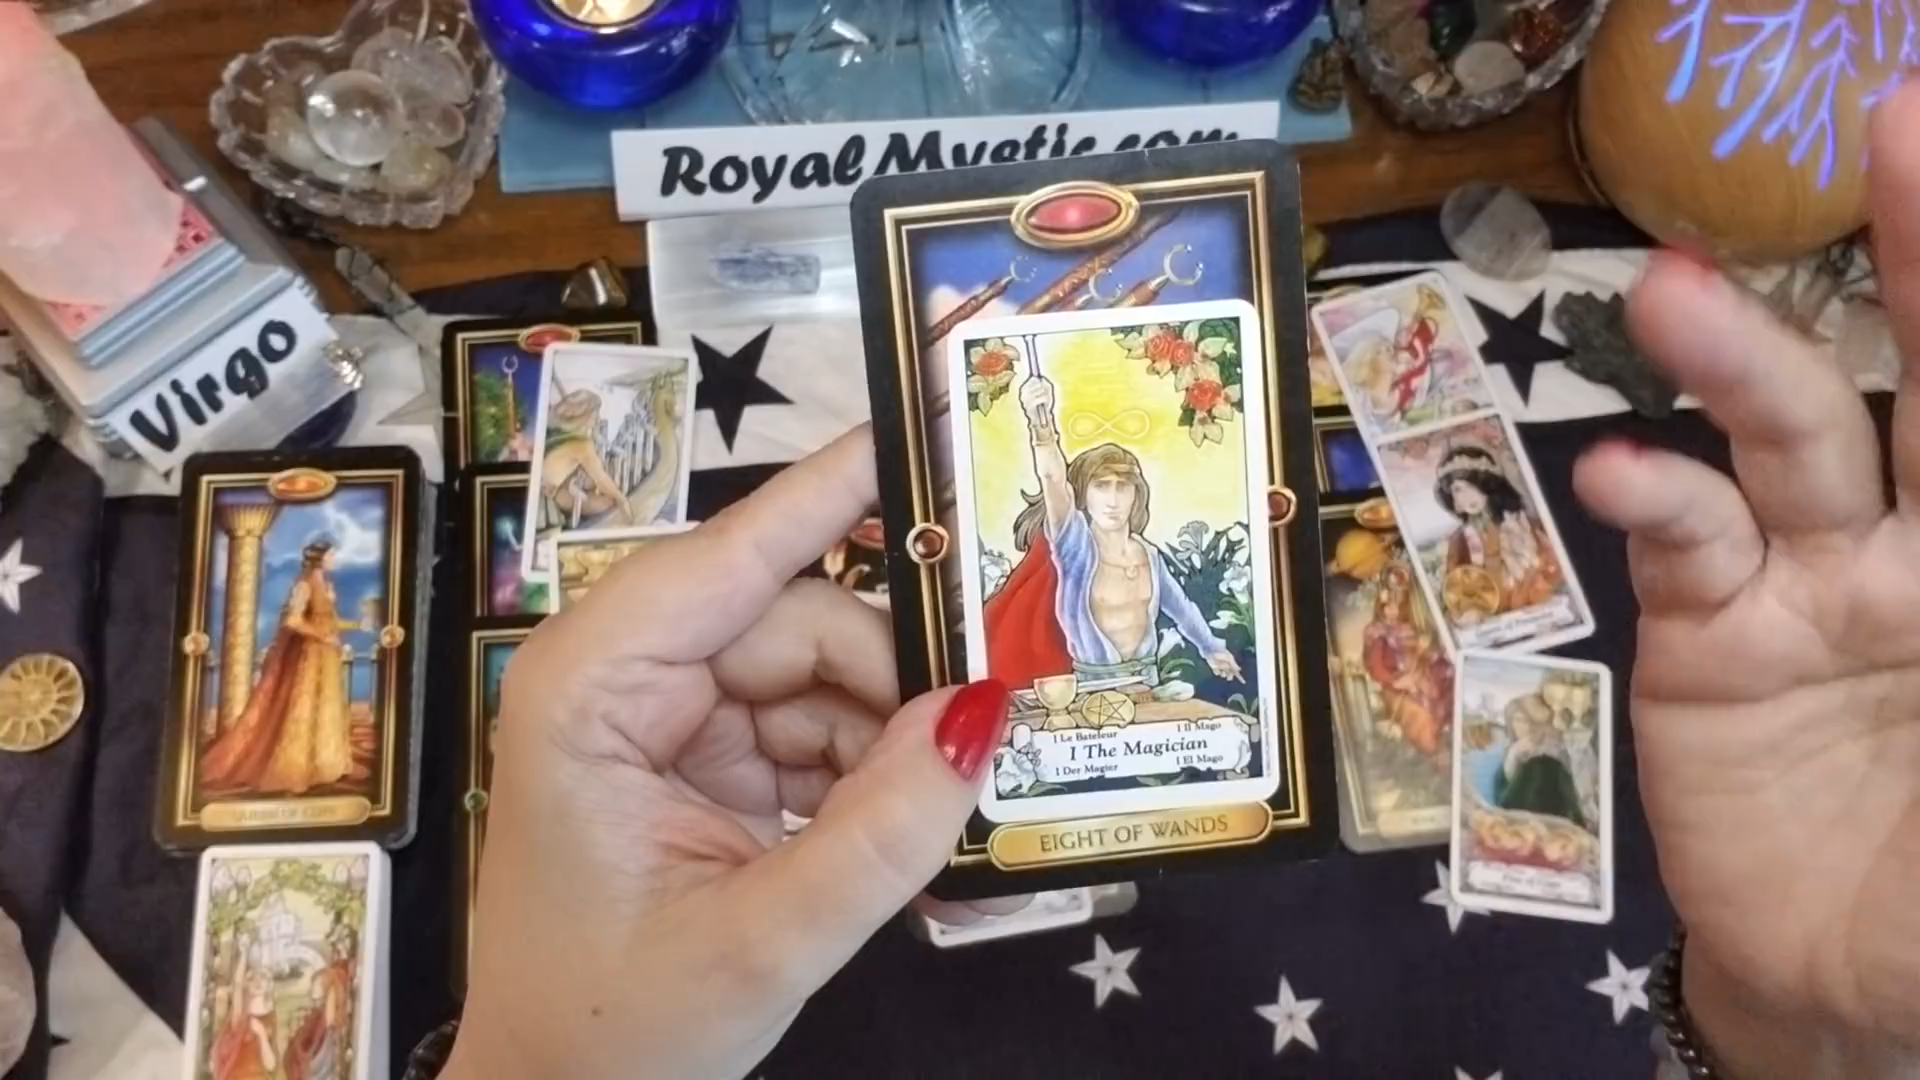 RoyalMystic.com
Virgo
I Le Bateleur
I Il Mago
I The Magician
I Der Magier
I El Mago
EIGHT OF WANDS